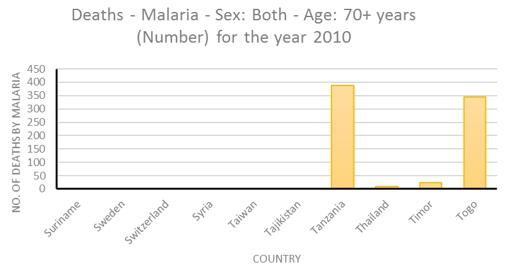 Deaths - Malaria - Sex: Both - Age: 70+ years
(Number) for the year 2010
NO. OF DEATHS BY MALARIA
450
400
350
300
250
200
150
100
50
0
Suriname
Sweden
Switzerland
Syria
Taiwan
Tajikistan
Tanzania
Thailand
Timor
Togo
COUNTRY